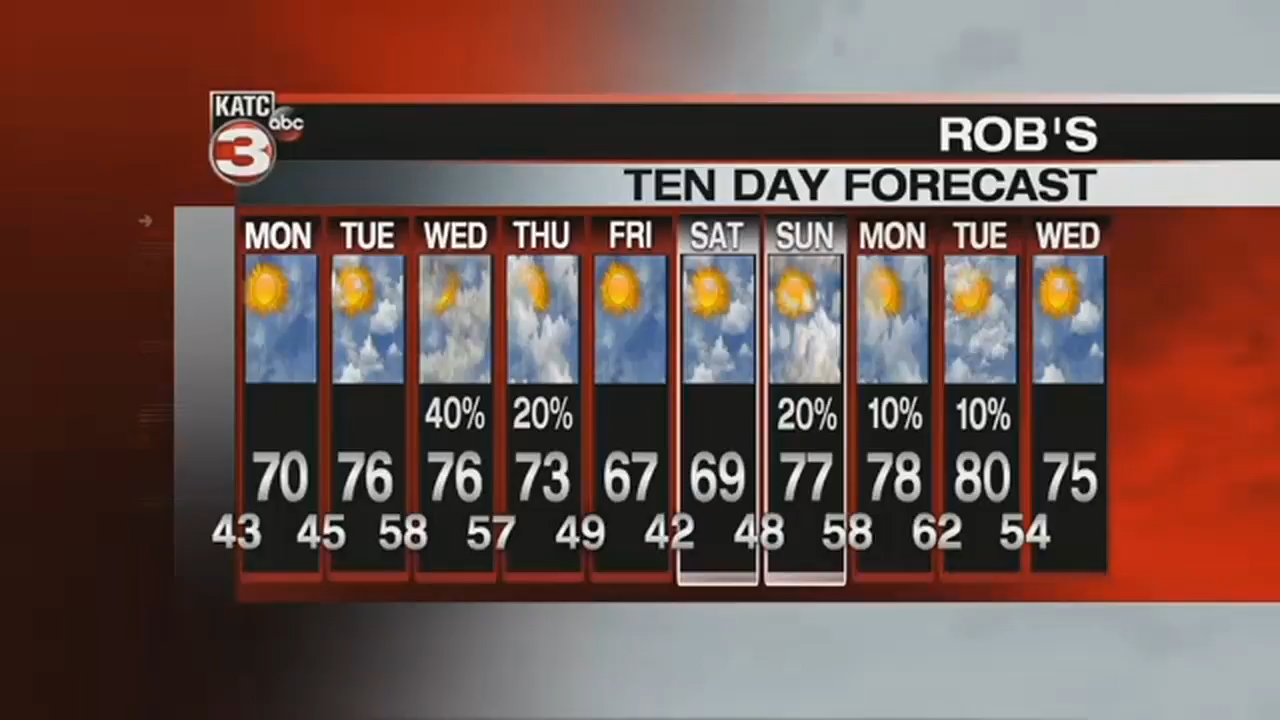 KATC
abc
3
ROB'S
TEN DAY FORECAST
MON TUE WED THU FRI SAT SUN MON TUE WED
40% 20% 20% 10% 10%
70 76 76 73 67 69 77 78 80 75
43 45 58 57 49 42 48 58 62 54